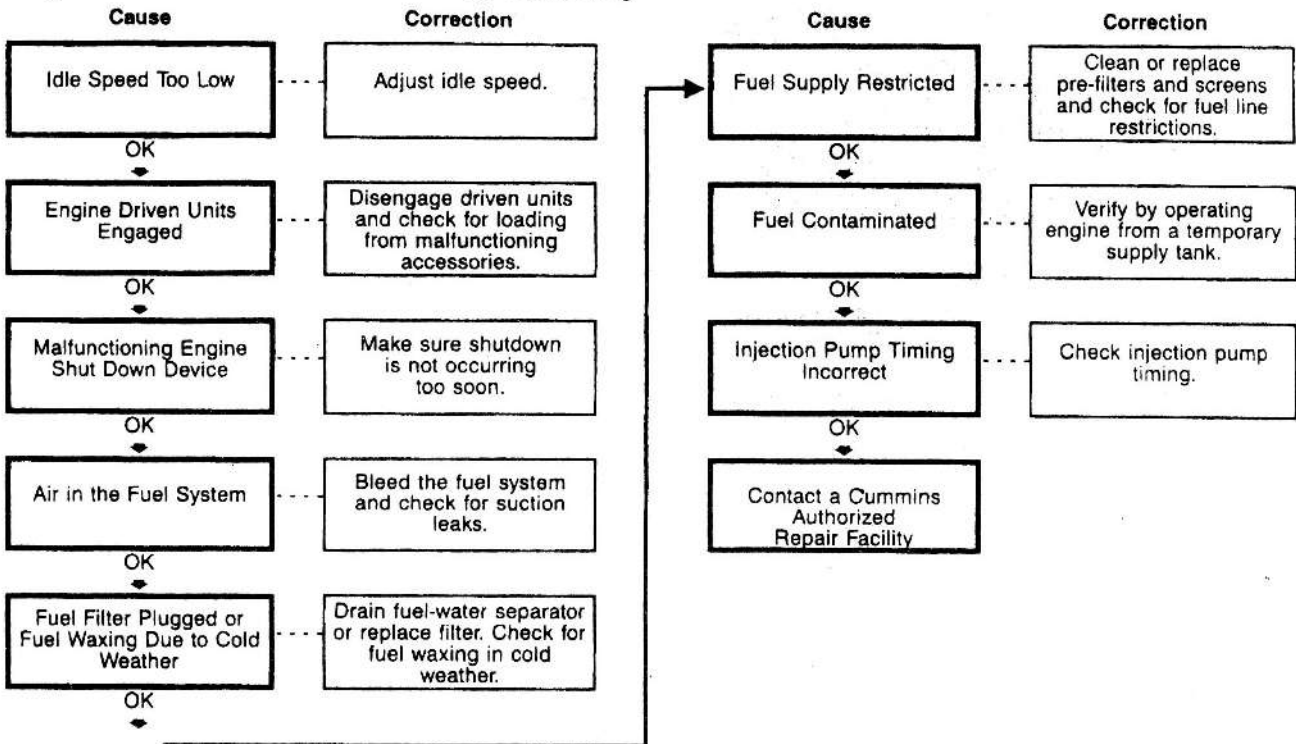 Cause
Correction
Idle Speed Too Low
Adjust idle speed.
OK
Engine Driven Units
Engaged
Disengage driven units
and check for loading
from malfunctioning
accessories.
OK
Malfunctioning Engine
Shut Down Device
Make sure shutdown
is not occurring
too soon.
OK
Air in the Fuel System
Bleed the fuel system
and check for suction
leaks.
OK
Fuel Filter Plugged or
Fuel Waxing Due to Cold
Weather
Drain fuel-water separator
or replace filter. Check for
fuel waxing in cold
weather.
OK
Cause
Correction
Fuel Supply Restricted
Clean or replace
pre-filters and screens
and check for fuel line
restrictions.
OK
Fuel Contaminated
Verify by operating
engine from a temporary
supply tank.
OK
Injection Pump Timing
Incorrect
Check injection pump
timing.
OK
Contact a Cummins
Authorized
Repair Facility